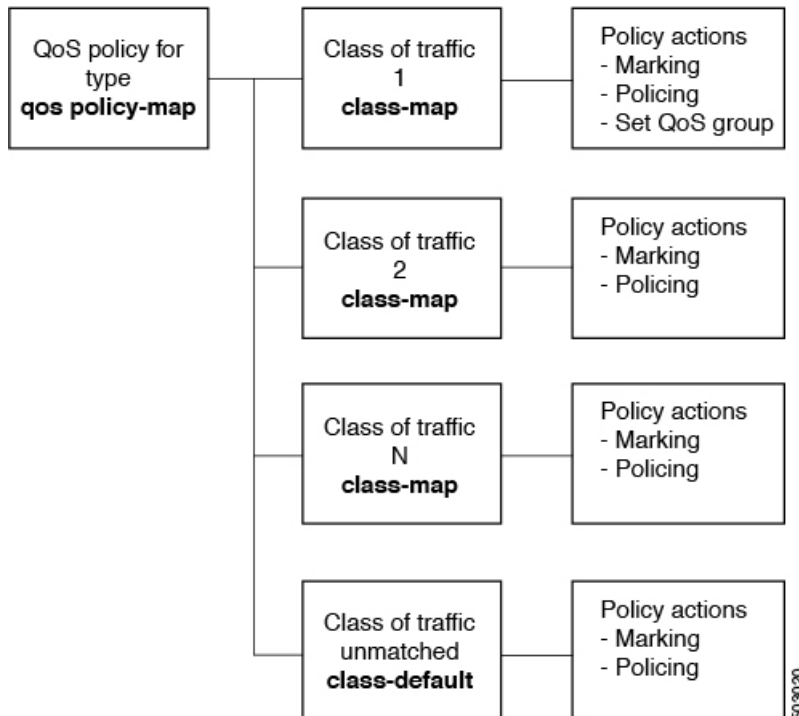 QoS policy for
type
qos policy-map
Class of traffic
1
class-map
Policy actions
- Marking
- Policing
- Set QoS group
Class of traffic
2
class-map
Policy actions
- Marking
- Policing
Class of traffic
N
class-map
Policy actions
- Marking
- Policing
Class of traffic
unmatched
class-default
Policy actions
- Marking
- Policing